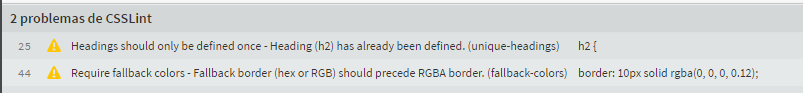 2 problemas de CSSLint
25 Headings should only be defined once - Heading (h2) has already been defined. (unique-headings) h2 {
44 Require fallback colors - Fallback border (hex or RGB) should precede RGBA border. (fallback-colors) border: 10px solid rgba(0, 0, 0, 0.12);